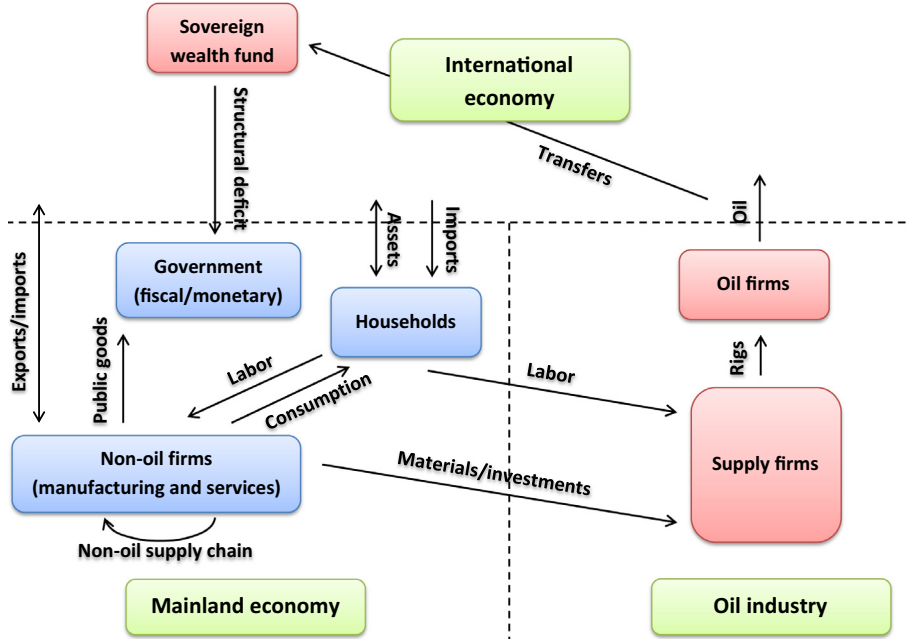 Sovereign
wealth fund
International
economy
Structural deficit
Transfers
Oil
Exports/imports
Assets
Imports
Government
(fiscal/monetary)
Oil firms
Households
Public goods
Labor
Consumption
Labor
Rigs
Non-oil firms
(manufacturing and services)
Materials/investments
Supply firms
Non-oil supply chain
Mainland economy
Oil industry